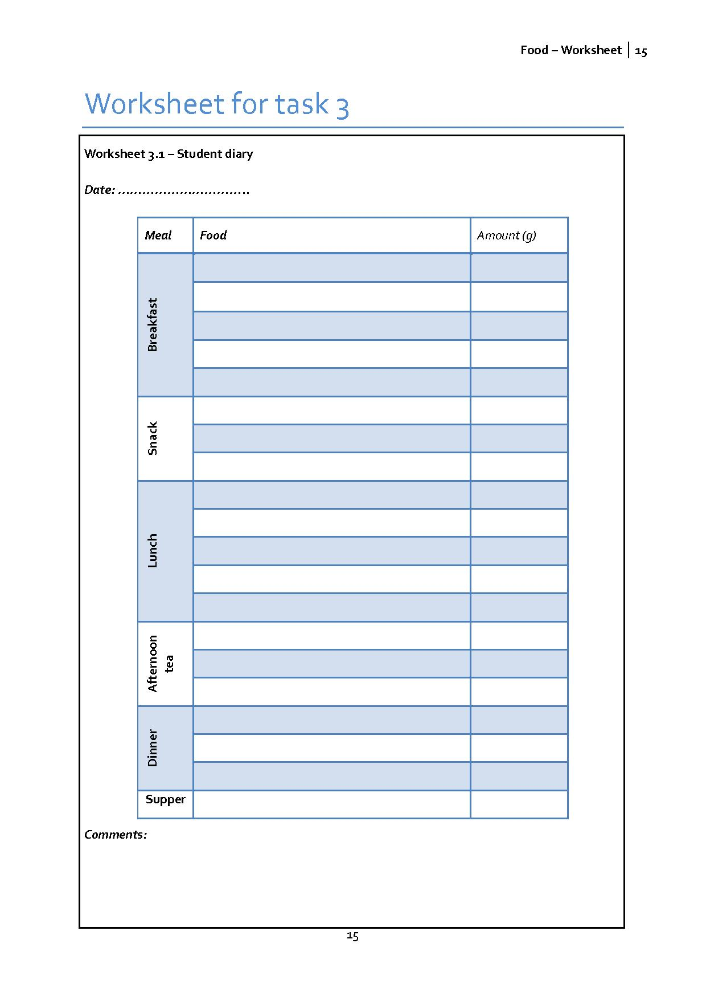 Food – Worksheet | 15
Worksheet for task 3
Worksheet 3.1 – Student diary
Date: ................................
Meal Food Amount (g)
Breakfast
Snack
Lunch
Afternoon
tea
Dinner
Supper
Comments:
15